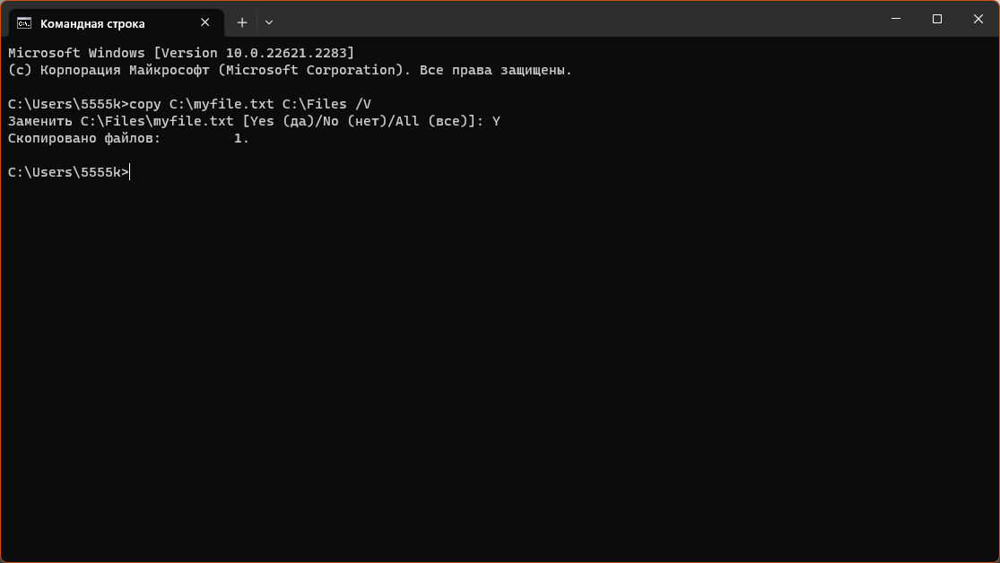 Командная строка
Microsoft Windows [Version 10.0.22621.2283]
(c) Корпорация Майкрософт (Microsoft Corporation). Все права защищены.
C:\Users\5555k>copy C:\myfile.txt C:\Files /V
Заменить C:\Files\myfile.txt [Yes (да)/No (нет)/All (все)]: Y
Скопировано файлов:         1.
C:\Users\5555k>